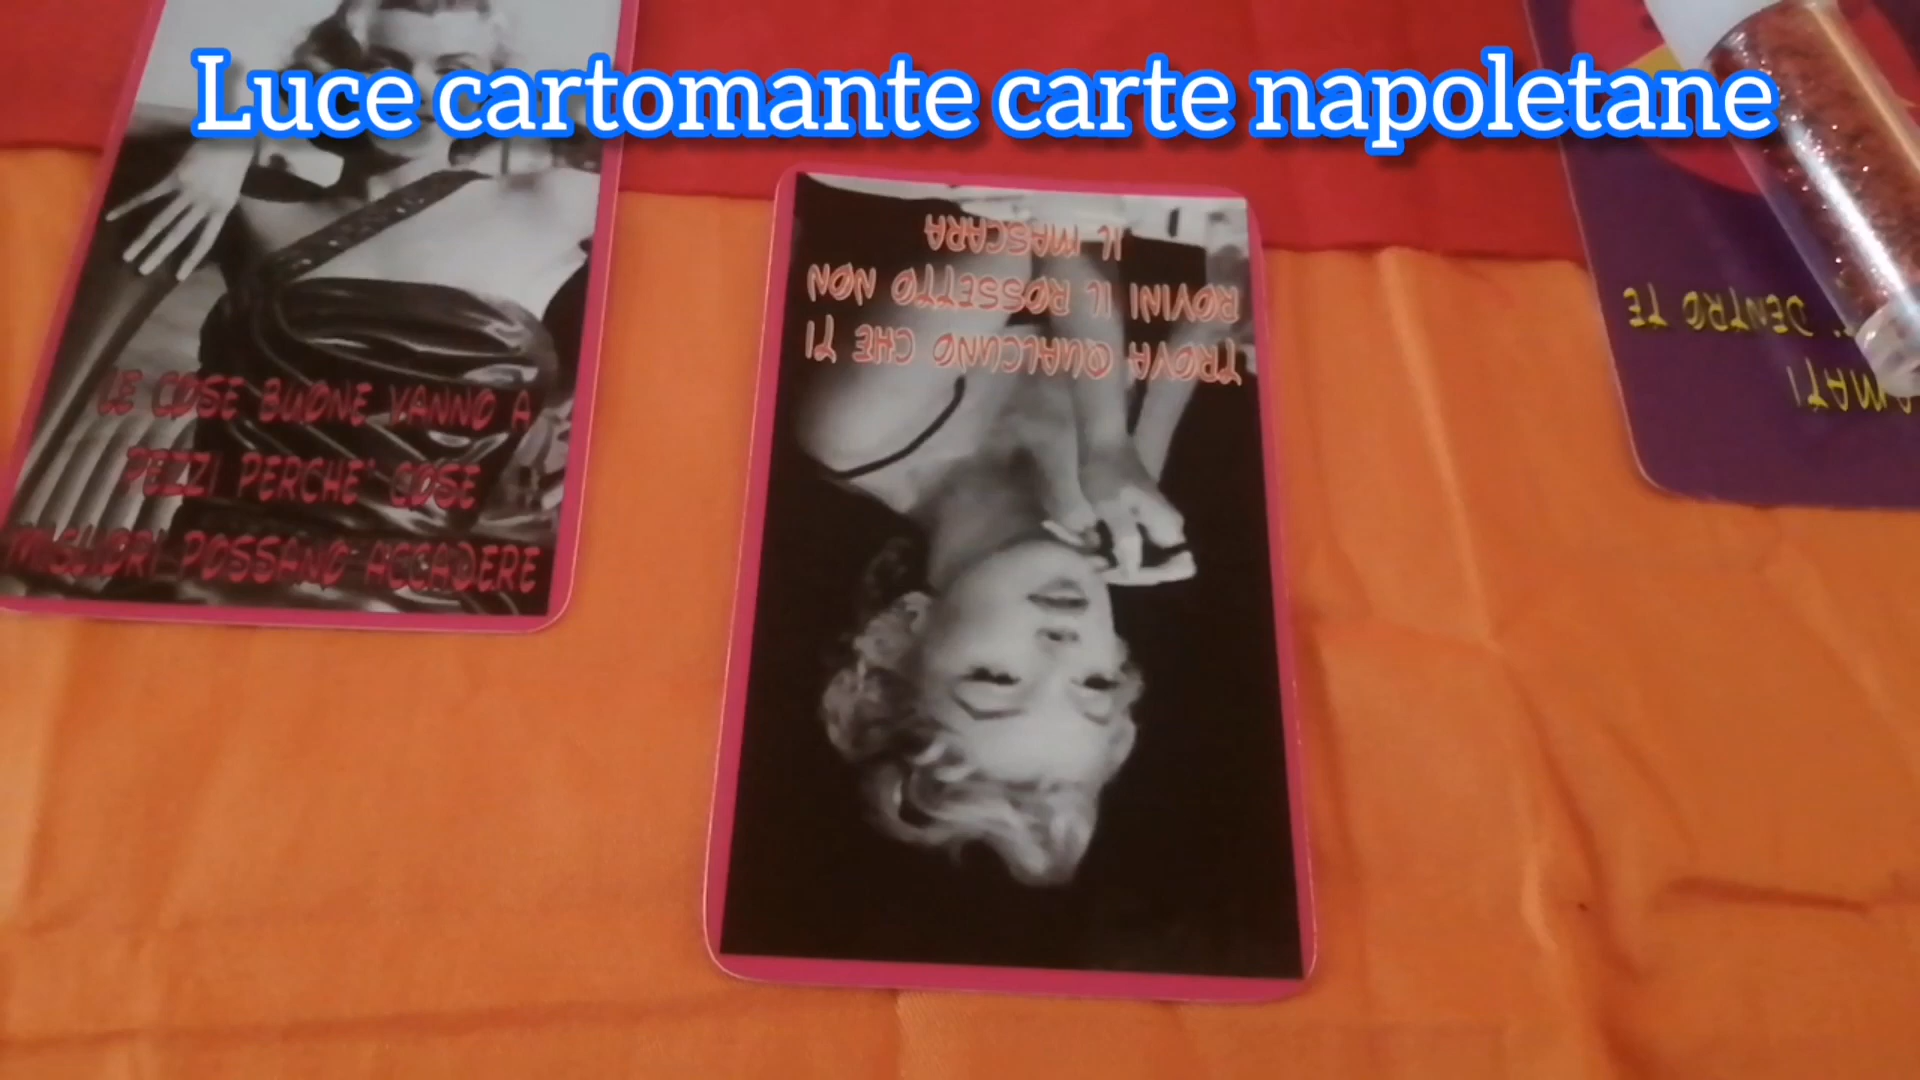 Luce cartomante carte napoletane
LE COSE BUONE VANNO A
PEZZI PERCHE' COSE
MIGLIORI POSSANO ACCADERE
TROVA QUALCUNO CHE TI
ROVINI IL ROSSETTO NON
IL MASCARA
DENTRO TE